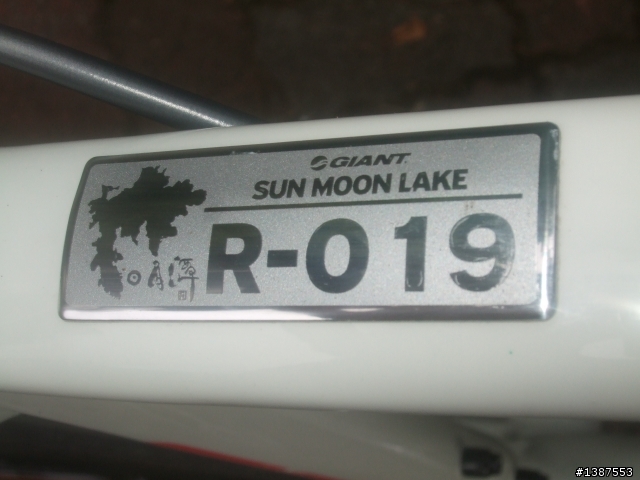 GIANT
SUN MOON LAKE
R-019
日月潭
#1387553